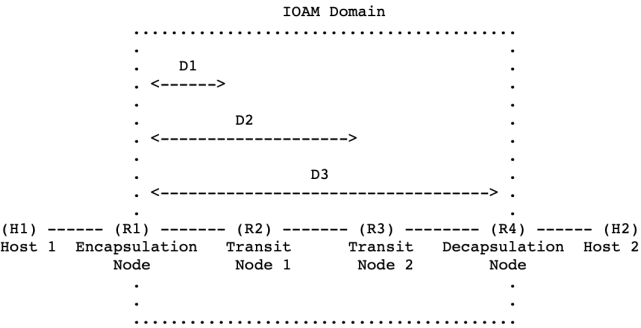 IOAM Domain
D1
<------>
D2
<------------------>
D3
<------------------------------->
(H1) ------ (R1) -------- (R2) ------- (R3) -------- (R4) ------ (H2)
Host 1 Encapsulation Transit Transit Decapsulation Host 2
Node Node 1 Node 2 Node